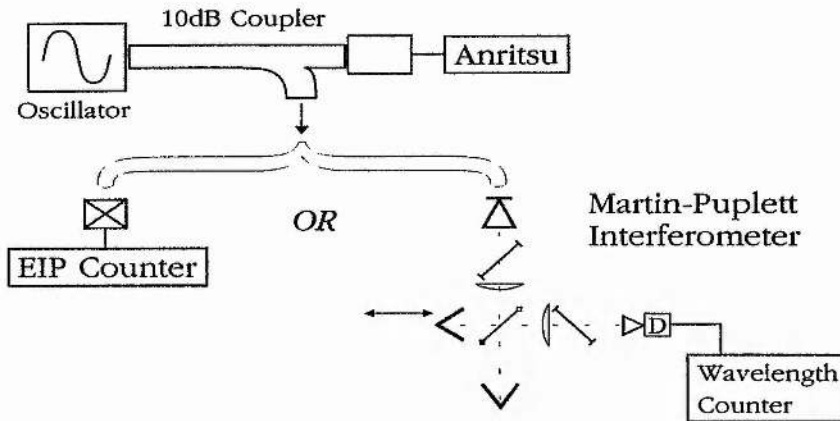 10dB Coupler
Anritsu
Oscillator
OR
Martin-Puplett
Interferometer
EIP Counter
D
Wavelength
Counter